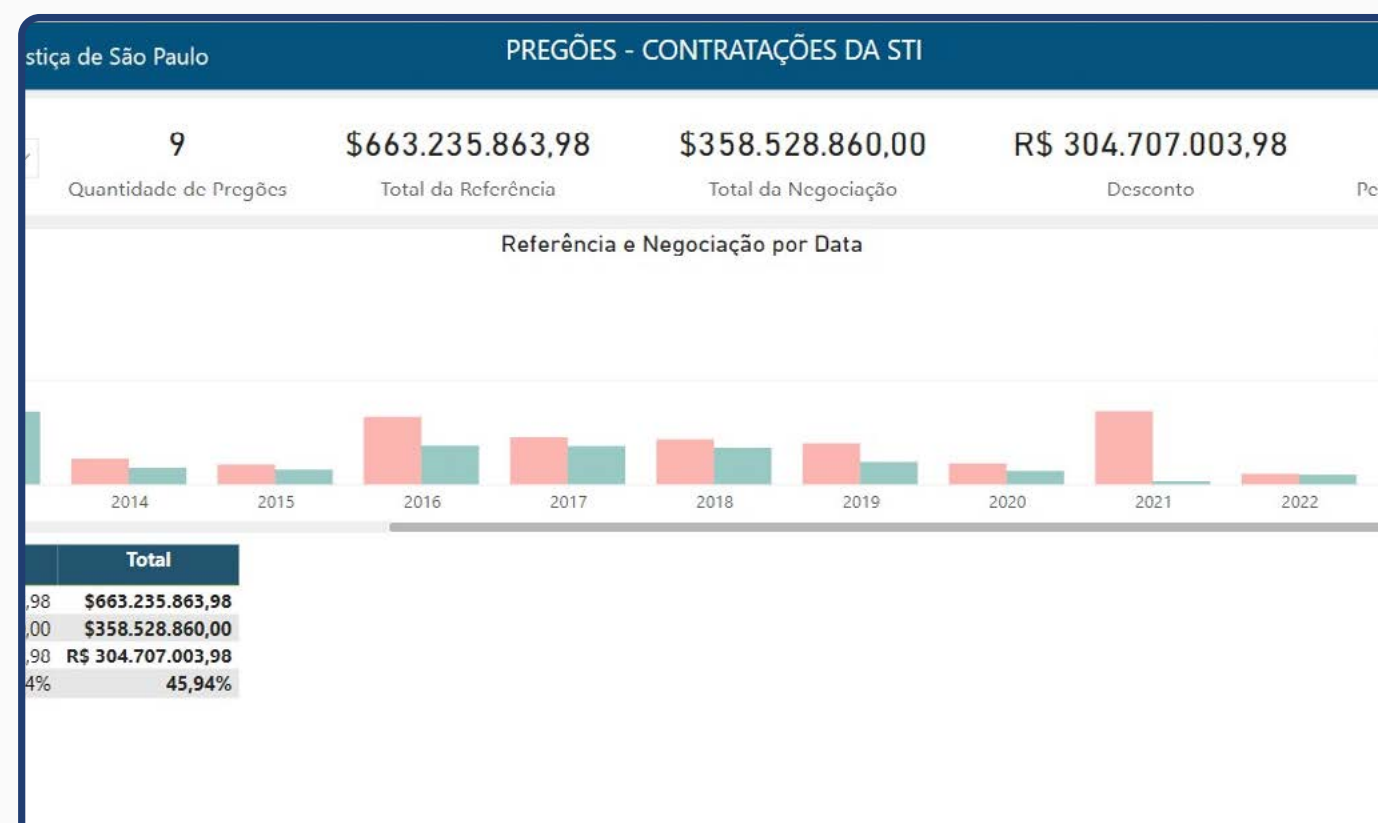 stiça de São Paulo
PREGÕES - CONTRATAÇÕES DA STI
9
$663.235.863,98
$358.528.860,00
R$ 304.707.003,98
Quantidade de Pregões
Total da Referência
Total da Negociação
Desconto
Pe
Referência e Negociação por Data
2014
2015
2016
2017
2018
2019
2020
2021
2022
Total
,98 $663.235.863,98
,00 $358.528.860,00
,98 R$ 304.707.003,98
4% 45,94%